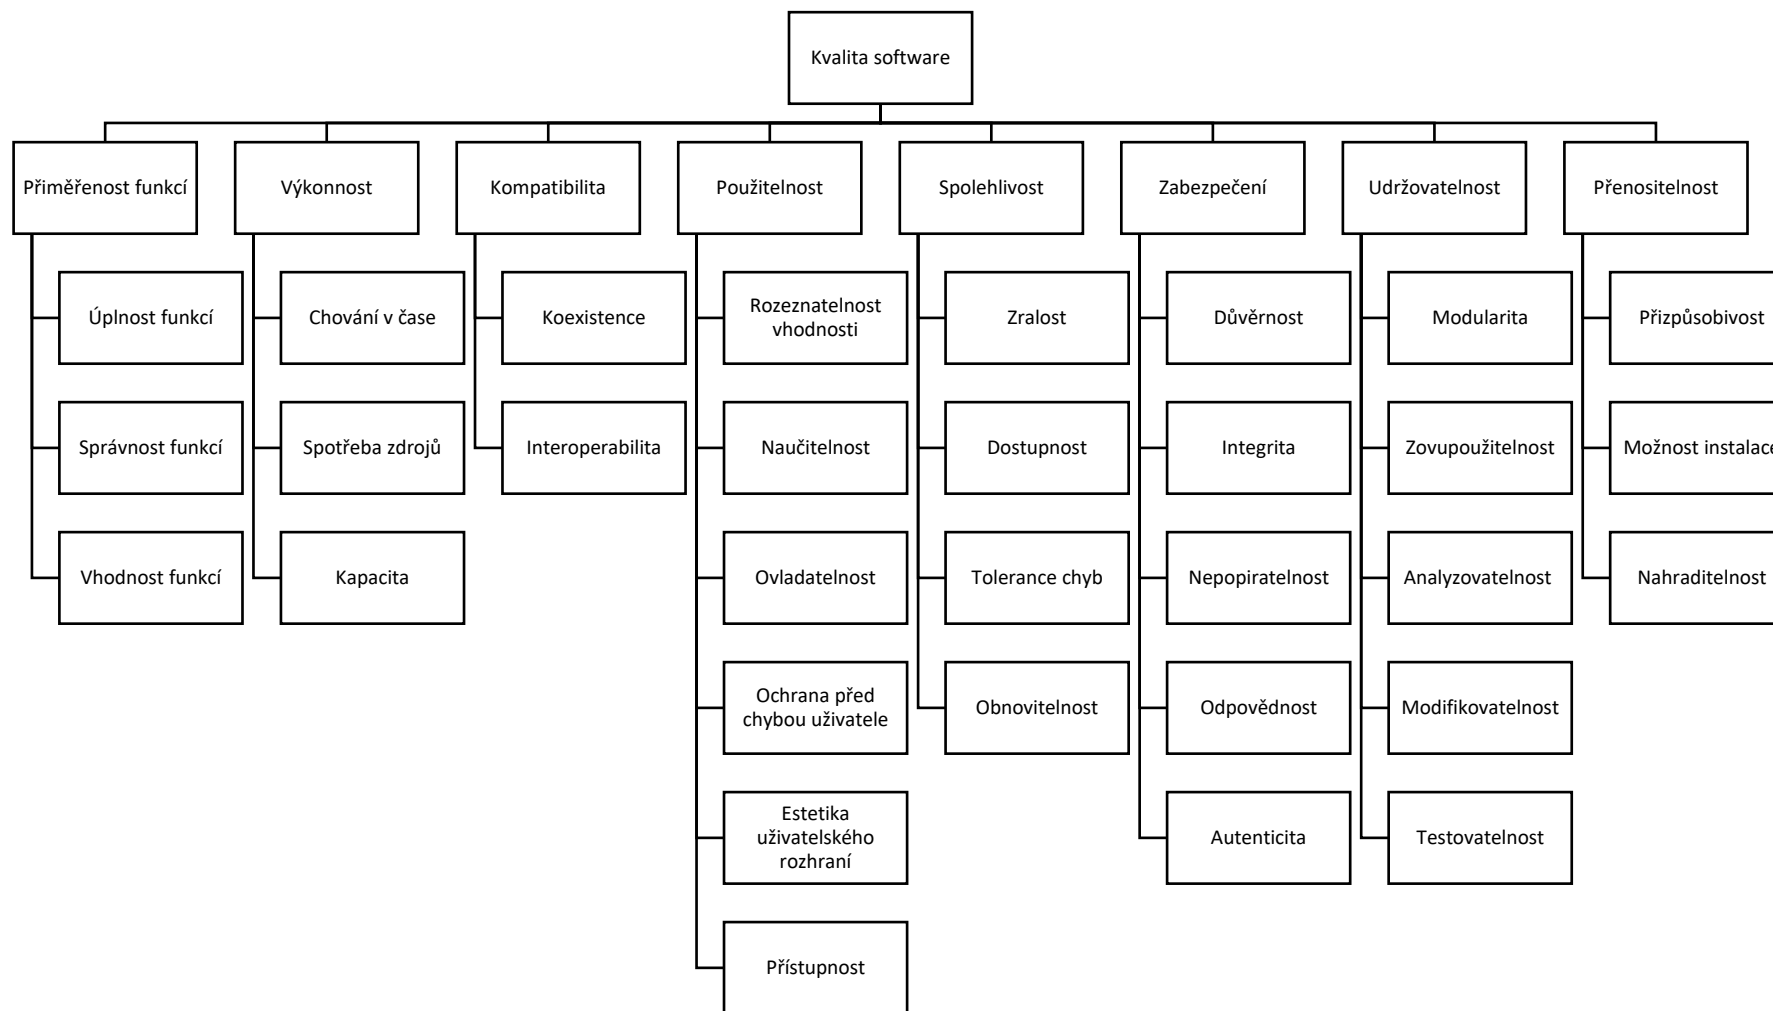 Kvalita software
Přiměřenost funkcí
Výkonnost
Kompatibilita
Použitelnost
Spolehlivost
Zabezpečení
Udržovatelnost
Přenositelnost
Úplnost funkcí
Chování v čase
Koexistence
Rozeznatelnost
vhodnosti
Zralost
Důvěrnost
Modularita
Přizpůsobivost
Správnost funkcí
Spotřeba zdrojů
Interoperabilita
Naučitelnost
Dostupnost
Integrita
Zovupoužitelnost
Možnost instalace
Vhodnost funkcí
Kapacita
Ovladatelnost
Tolerance chyb
Nepopiratelnost
Analyzovatelnost
Nahraditelnost
Ochrana před
chybou uživatele
Obnovitelnost
Odpovědnost
Modifikovatelnost
Estetika
uživatelského
rozhraní
Autenticita
Testovatelnost
Přístupnost